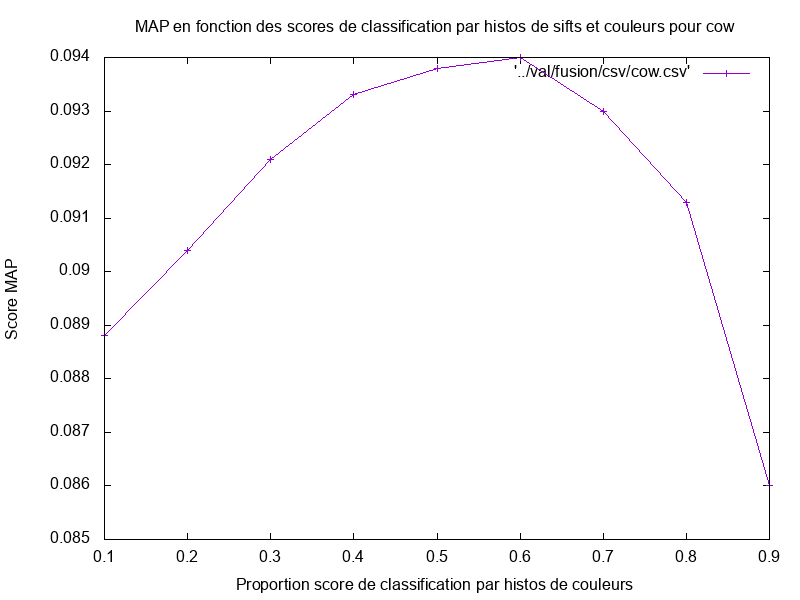 MAP en fonction des scores de classification par histos de sifts et couleurs pour cow
'../val/fusion/csv/cow.csv'
0.094
0.093
0.092
0.091
0.09
0.089
0.088
0.087
0.086
0.085
Score MAP
0.1 0.2 0.3 0.4 0.5 0.6 0.7 0.8 0.9
Proportion score de classification par histos de couleurs